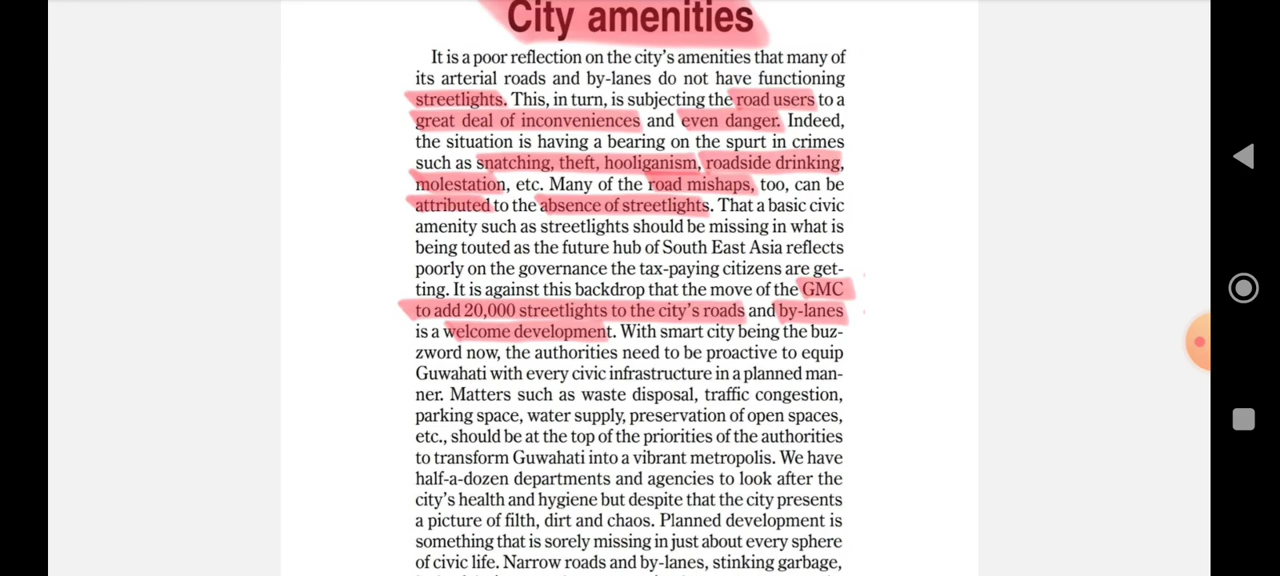 City amenities
It is a poor reflection on the city's amenities that many of
its arterial roads and by-lanes do not have functioning
streetlights. This, in turn, is subjecting the road users to a
great deal of inconveniences and even danger. Indeed,
the situation is having a bearing on the spurt in crimes
such as snatching, theft, hooliganism, roadside drinking,
molestation, etc. Many of the road mishaps, too, can be
attributed to the absence of streetlights. That a basic civic
amenity such as streetlights should be missing in what is
being touted as the future hub of South East Asia reflects
poorly on the governance the tax-paying citizens are get-
ting. It is against this backdrop that the move of the GMC
to add 20,000 streetlights to the city's roads and by-lanes
is a welcome development. With smart city being the buz-
zword now, the authorities need to be proactive to equip
Guwahati with every civic infrastructure in a planned man-
ner. Matters such as waste disposal, traffic congestion,
parking space, water supply, preservation of open spaces,
etc., should be at the top of the priorities of the authorities
to transform Guwahati into a vibrant metropolis. We have
half-a-dozen departments and agencies to look after the
city's health and hygiene but despite that the city presents
a picture of filth, dirt and chaos. Planned development is
something that is sorely missing in just about every sphere
of civic life. Narrow roads and by-lanes, stinking garbage,